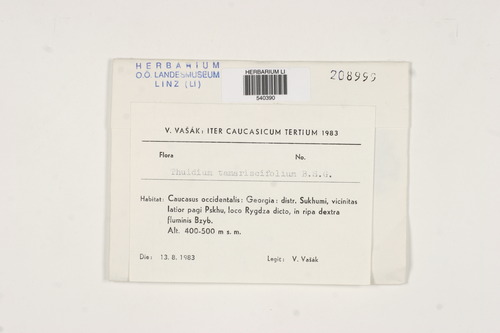 HERBARIUM
O.Ö. LANDESMUSEUM
LINZ (LI)
HERBARIUM LI
540390
208999
V. VAŠÁK: ITER CAUCASICUM TERTIUM 1983
Flora No.
Thuidium tamariscifolium B.S.G.
Habitat: Caucasus occidentalis: Georgia: distr. Sukhumi, vicinitas
latior pagi Pskhu, loco Rygdza dicto, in ripa dextra
fluminis Bzyb.
Alt. 400-500 m s. m.
Die: 13. 8. 1983 Legit: V. Vašák